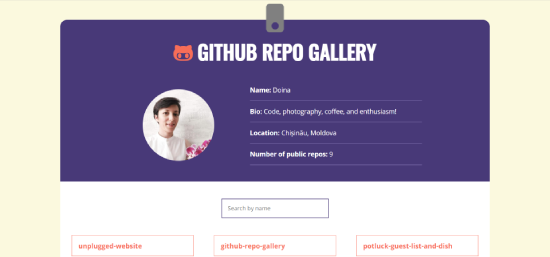 GITHUB REPO GALLERY
Name: Doina
Bio: Code, photography, coffee, and enthusiasm!
Location: Chișinău, Moldova
Number of public repos: 9
Search by name
unplugged-website
github-repo-gallery
potluck-guest-list-and-dish